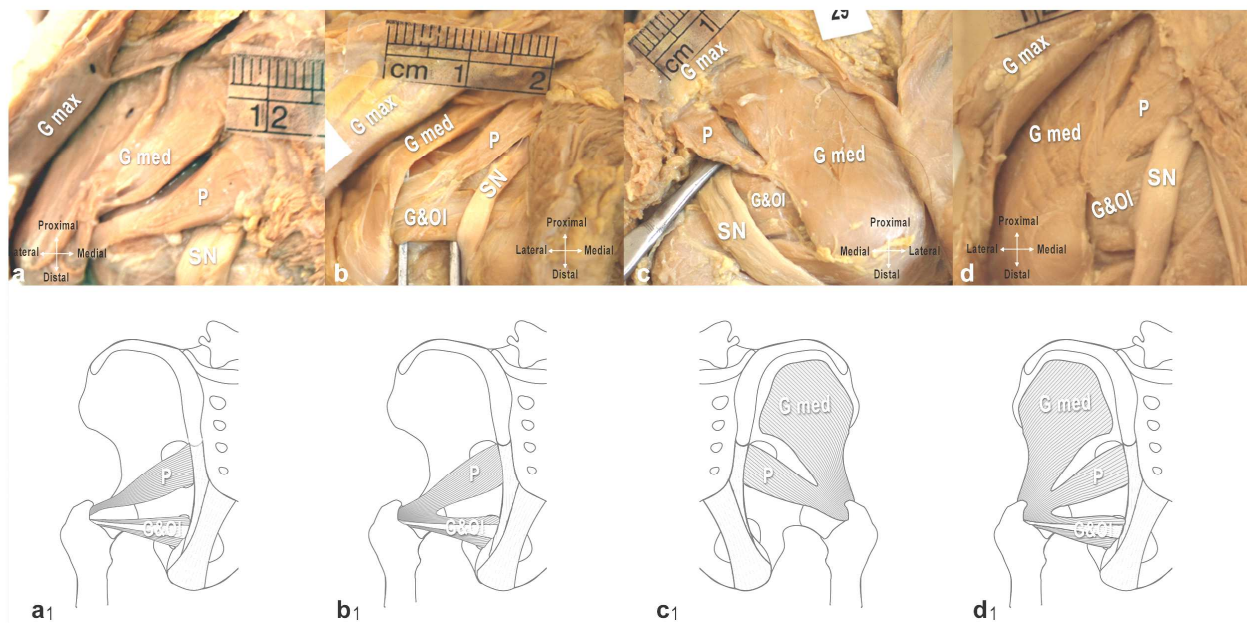 G max
G med
P
SN
1 2
Proximal
Lateral
Medial
Distal
a
G max
G med
P
SN
G&OI
cm 1 2
Proximal
Lateral
Medial
Distal
b
29
cm 1
G max
P
G med
G&OI
SN
Proximal
Medial
Lateral
Distal
c
G max
G med
P
SN
G&OI
Proximal
Lateral
Medial
Distal
d
P
G&OI
a1
P
G&OI
b1
G med
P
c1
G med
P
G&OI
d1